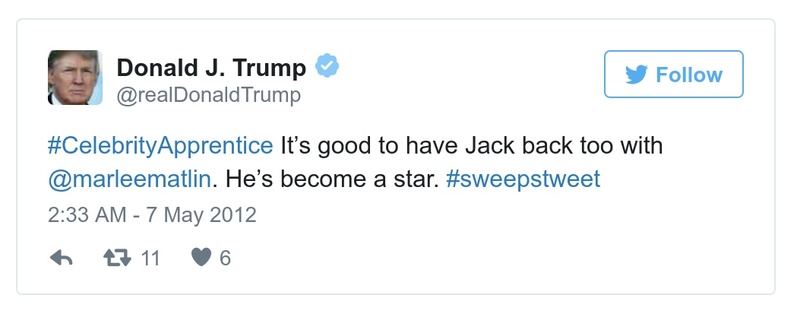 Donald J. Trump
@realDonaldTrump
Follow
#CelebrityApprentice It’s good to have Jack back too with
@marleematlin. He’s become a star. #sweepstweet
2:33 AM - 7 May 2012
11 6